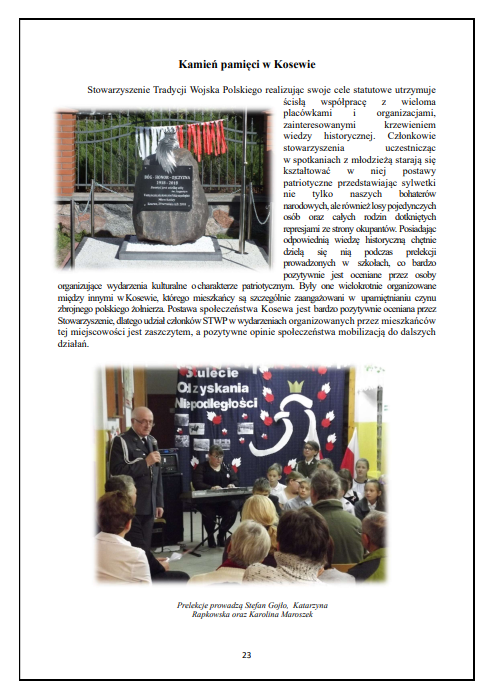 Kamień pamięci w Kosewie
Stowarzyszenie Tradycji Wojska Polskiego realizując swoje cele statutowe utrzymuje
ścisłą współpracę z wieloma
placówkami i organizacjami,
zainteresowanymi krzewieniem
wiedzy historycznej. Członkowie
stowarzyszenia uczestnicząc
w spotkaniach z młodzieżą starają się
kształtować w niej postawy
patriotyczne przedstawiając sylwetki
nie tylko naszych bohaterów
narodowych, ale również losy pojedynczych
osób oraz całych rodzin dotkniętych
represjami ze strony okupantów. Posiadając
odpowiednią wiedzę historyczną chętnie
dzielą się nią podczas prelekcji
prowadzonych w szkołach, co bardzo
pozytywnie jest oceniane przez osoby
organizujące wydarzenia kulturalne o charakterze patriotycznym. Były one wielokrotnie organizowane
między innymi w Kosewie, którego mieszkańcy są szczególnie zaangażowani w upamiętnianiu czynu
zbrojnego polskiego żołnierza. Postawa społeczeństwa Kosewa jest bardzo pozytywnie oceniana przez
Stowarzyszenie, dlatego udział członków STWP w wydarzeniach organizowanych przez mieszkańców
tej miejscowości jest zaszczytem, a pozytywne opinie społeczeństwa mobilizacją do dalszych
działań.
BÓG - HONOR - OJCZYZNA
1918 - 2018
Stulecie
Odzyskania
Niepodległości
Prelekcje prowadzą Stefan Gojło, Katarzyna
Rapkowska oraz Karolina Maroszek
23